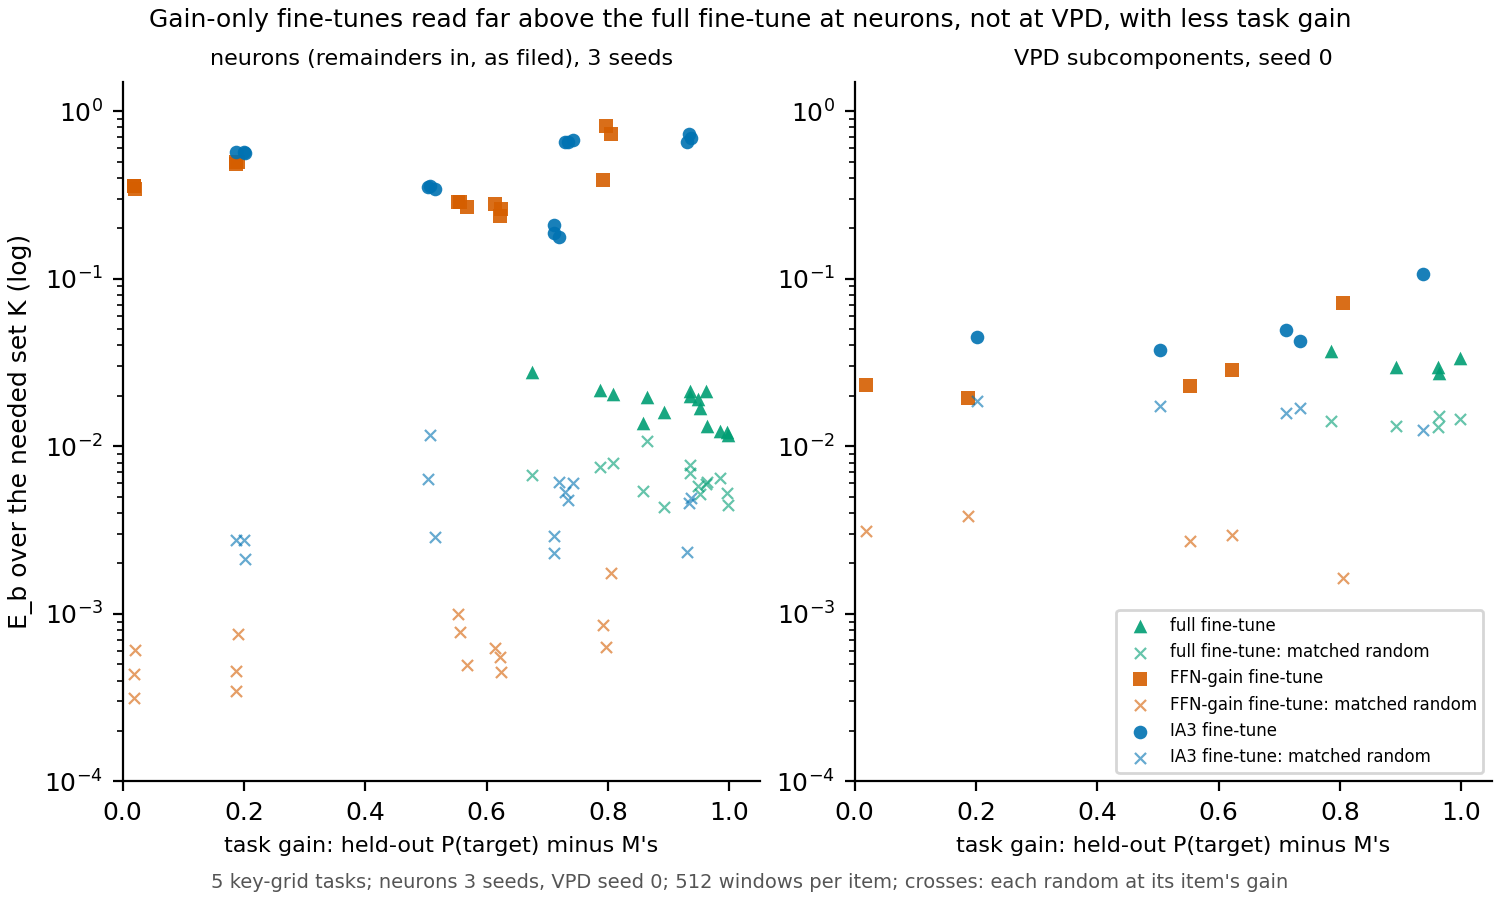 Gain-only fine-tunes read far above the full fine-tune at neurons, not at VPD, with less task gain
neurons (remainders in, as filed), 3 seeds
VPD subcomponents, seed 0
E_b over the needed set K (log)
10⁰
10⁻¹
10⁻²
10⁻³
10⁻⁴
0.0 0.2 0.4 0.6 0.8 1.0
task gain: held-out P(target) minus M's
10⁰
10⁻¹
10⁻²
10⁻³
10⁻⁴
0.0 0.2 0.4 0.6 0.8 1.0
task gain: held-out P(target) minus M's
full fine-tune
full fine-tune: matched random
FFN-gain fine-tune
FFN-gain fine-tune: matched random
IA3 fine-tune
IA3 fine-tune: matched random
5 key-grid tasks; neurons 3 seeds, VPD seed 0; 512 windows per item; crosses: each random at its item's gain